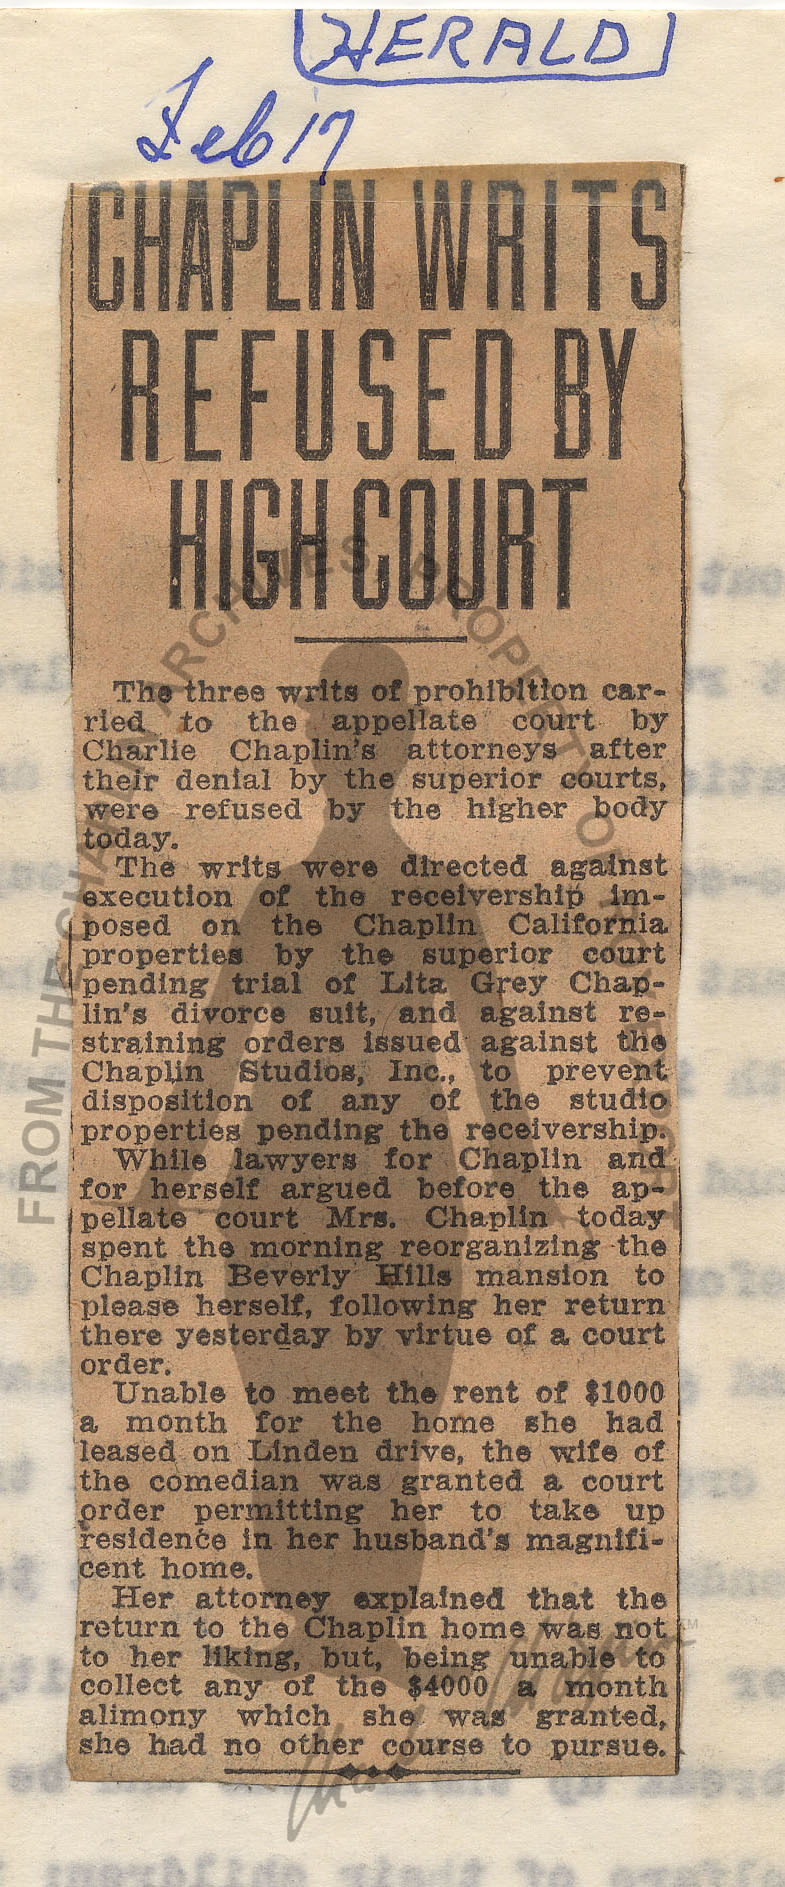 HERALD
Feb 17
CHAPLIN WRITS
REFUSED BY
HIGH COURT
The three writs of prohibition car-
ried to the appellate court by
Charlie Chaplin's attorneys after
their denial by the superior courts,
were refused by the higher body
today.
The writs were directed against
execution of the receivership im-
posed on the Chaplin California
properties by the superior court
pending trial of Lita Grey Chap-
lin's divorce suit, and against re-
straining orders issued against the
Chaplin Studios, Inc., to prevent
disposition of any of the studio
properties pending the receivership.
While lawyers for Chaplin and
for herself argued before the ap-
pellate court Mrs. Chaplin today
spent the morning reorganizing the
Chaplin Beverly Hills mansion to
please herself, following her return
there yesterday by virtue of a court
order.
Unable to meet the rent of $1000
a month for the home she had
leased on Linden drive, the wife of
the comedian was granted a court
order permitting her to take up
residence in her husband's magnifi-
cent home.
Her attorney explained that the
return to the Chaplin home was not
to her liking, but, being unable to
collect any of the $4000 a month
alimony which she was granted,
she had no other course to pursue.
FROM THE CHAPLIN ARCHIVES, PROPERTY OF ROY EXPORT